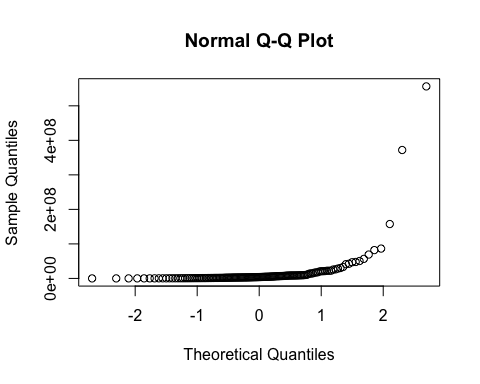 Normal Q-Q Plot
Sample Quantiles
4e+08
2e+08
0e+00
-2 -1 0 1 2
Theoretical Quantiles